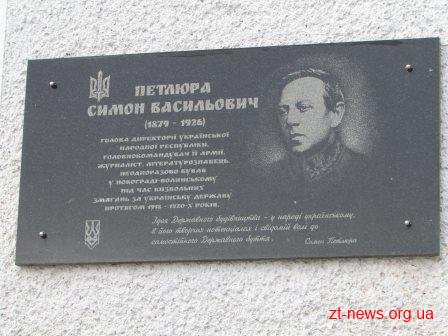 ПЕТЛЮРА
СИМОН ВАСИЛЬОВИЧ
(1879 - 1926)
ГОЛОВА ДИРЕКТОРІЇ УКРАЇНСЬКОЇ
НАРОДНОЇ РЕСПУБЛІКИ,
ГОЛОВНОКОМАНДУВАЧ ЇЇ АРМІЇ,
ЖУРНАЛІСТ, ЛІТЕРАТУРОЗНАВЕЦЬ
НЕОДНОРАЗОВО БУВАВ
У НОВОГРАДІ-ВОЛИНСЬКОМУ
ПІД ЧАС ВИЗВОЛЬНИХ
ЗМАГАНЬ ЗА УКРАЇНСЬКУ ДЕРЖАВУ
ПРОТЯГОМ 1918 - 1920-Х РОКІВ.
Ідея Державного будівництва - у народі українському,
в його творчих потенціалах і свідомій волі до
самостійного Державного буття.
Симон Петлюра
zt-news.org.ua